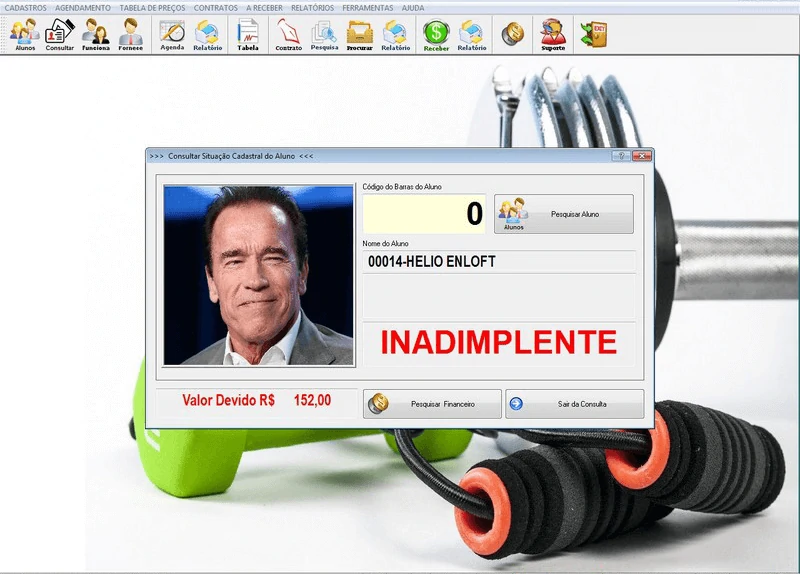 CADASTROS AGENDAMENTO TABELA DE PREÇOS CONTRATOS A RECEBER RELATÓRIOS FERRAMENTAS AJUDA
Alunos Consultar Funciona Fornece Agenda Relatório Tabela Contrato Pesquisa Procurar Relatório Receber Relatório Suporte EXIT
>>> Consultar Situação Cadastral do Aluno <<<
Código do Barras do Aluno
0
Alunos
Pesquisar Aluno
Nome do Aluno
00014-HELIO ENLOFT
INADIMPLENTE
Valor Devido R$ 152,00
Pesquisar Financeiro
Sair da Consulta